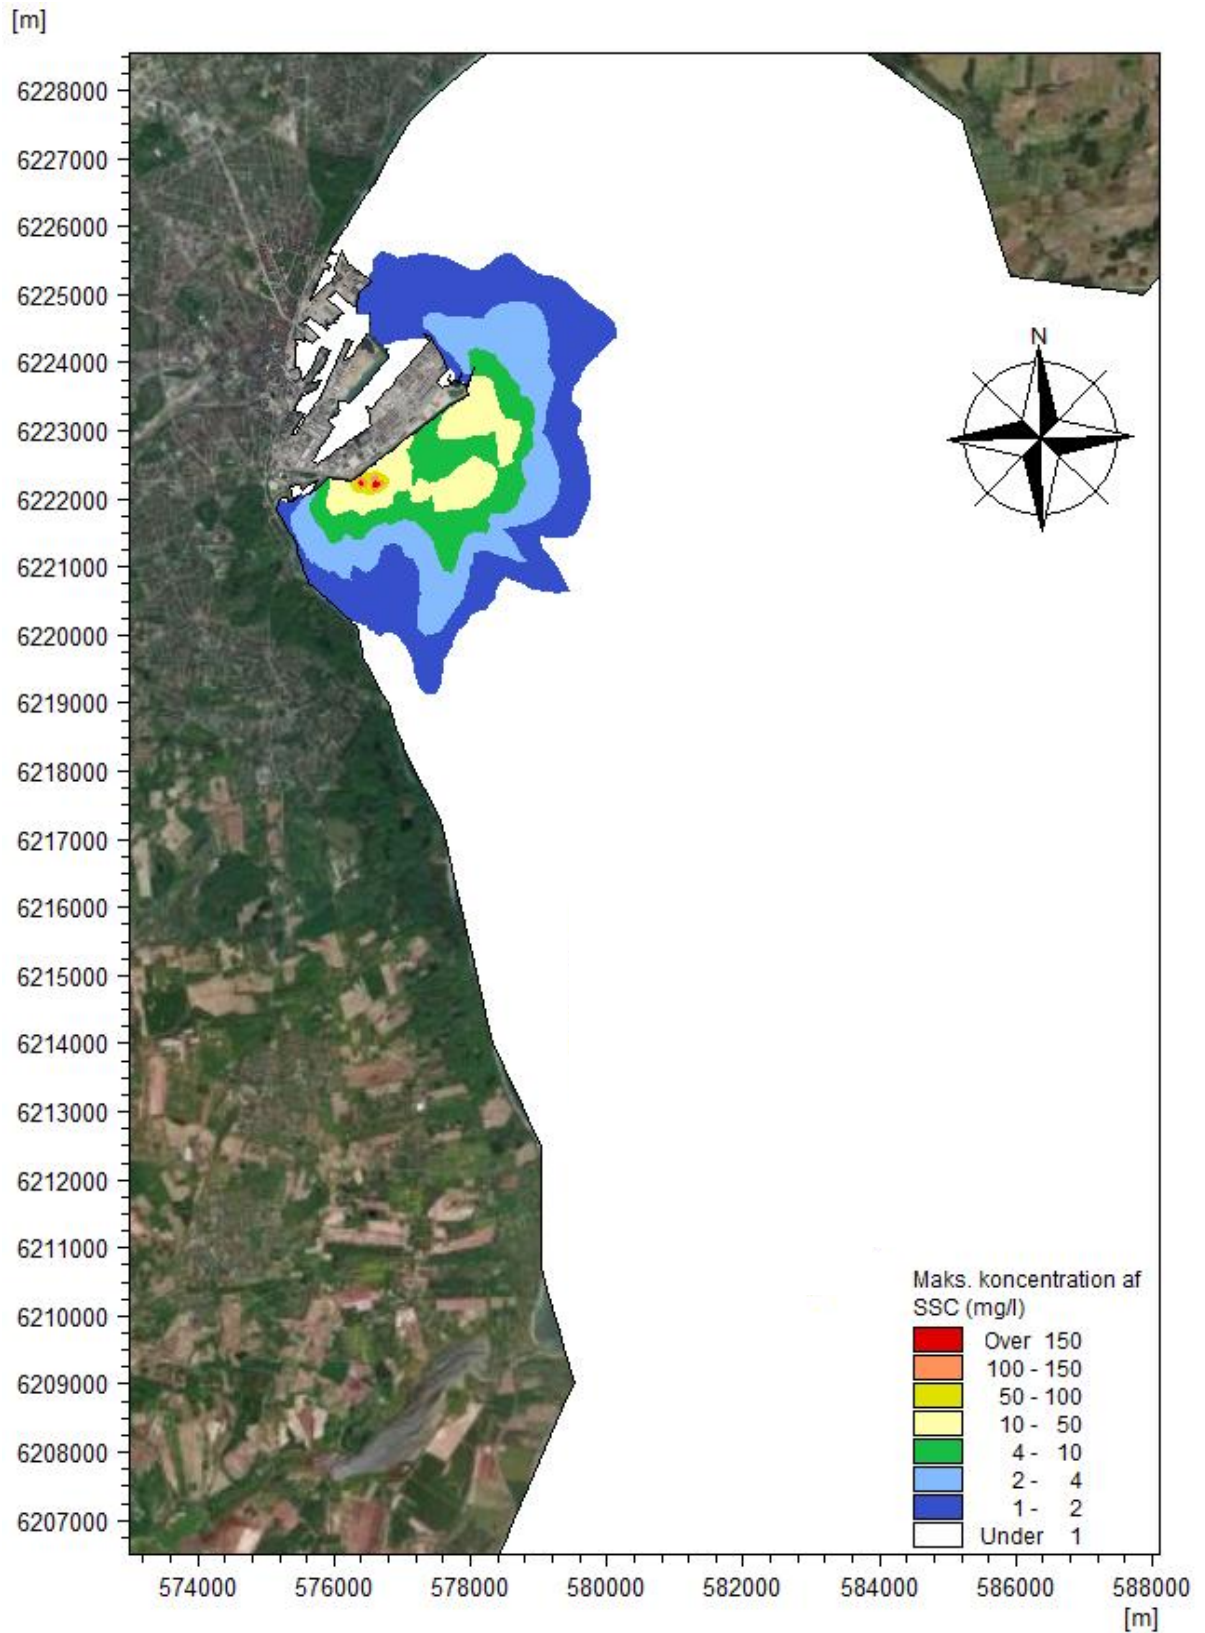 [m]
6228000
6227000
6226000
6225000
6224000
6223000
6222000
6221000
6220000
6219000
6218000
6217000
6216000
6215000
6214000
6213000
6212000
6211000
6210000
6209000
6208000
6207000
N
Maks. koncentration af
SSC (mg/l)
Over 150
100 - 150
50 - 100
10 - 50
4 - 10
2 - 4
1 - 2
Under 1
574000 576000 578000 580000 582000 584000 586000 588000
[m]